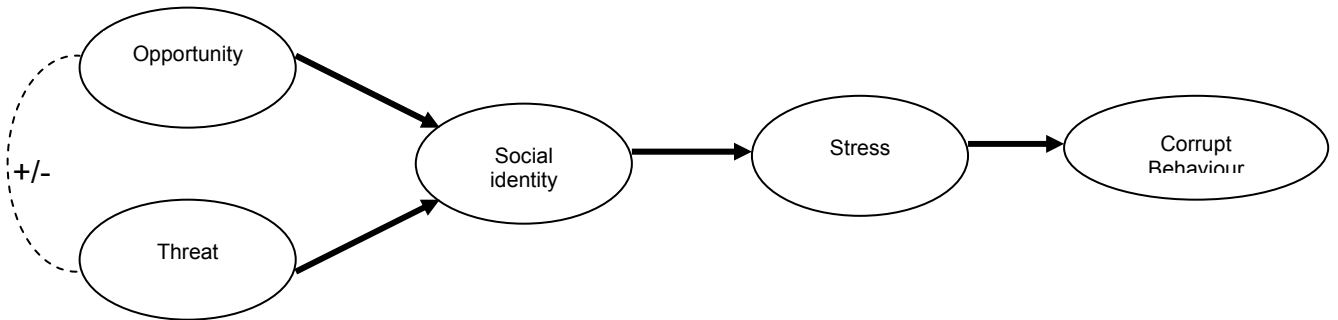 Opportunity
+/-
Threat
Social
identity
Stress
Corrupt
Behaviour